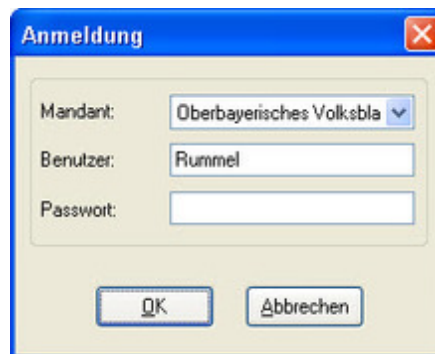 Anmeldung
Mandant: Oberbayerisches Volksbla
Benutzer: Rummel
Passwort:
OK Abbrechen